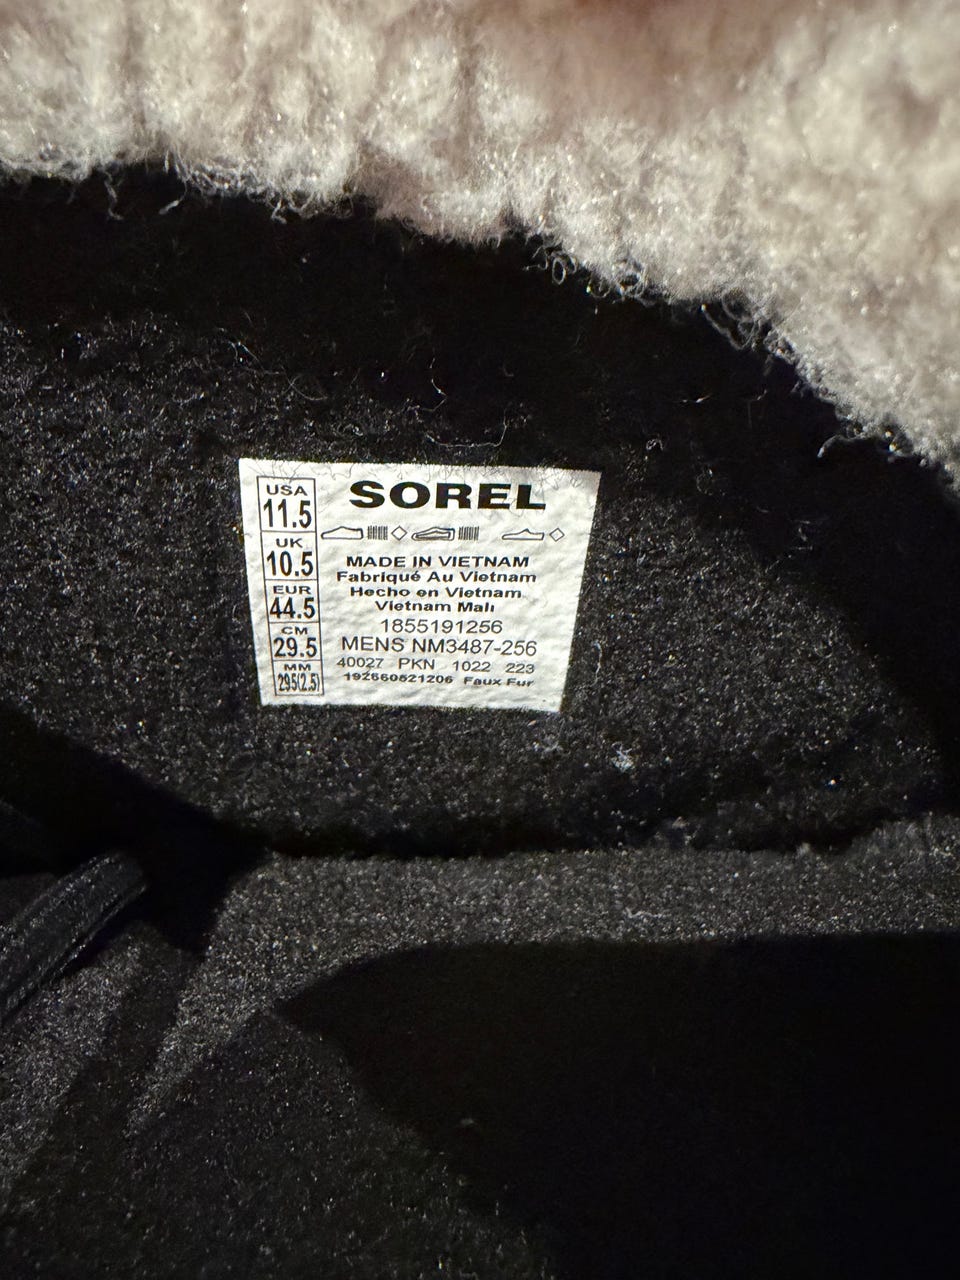 SOREL
USA
11.5
UK
10.5
EUR
44.5
CM
29.5
MM
295(2.5)
MADE IN VIETNAM
Fabriqué Au Vietnam
Hecho en Vietnam
Vietnam Malı
1855191256
MENS NM3487-256
40027 PKN 1022 223
192660521206 Faux Fur